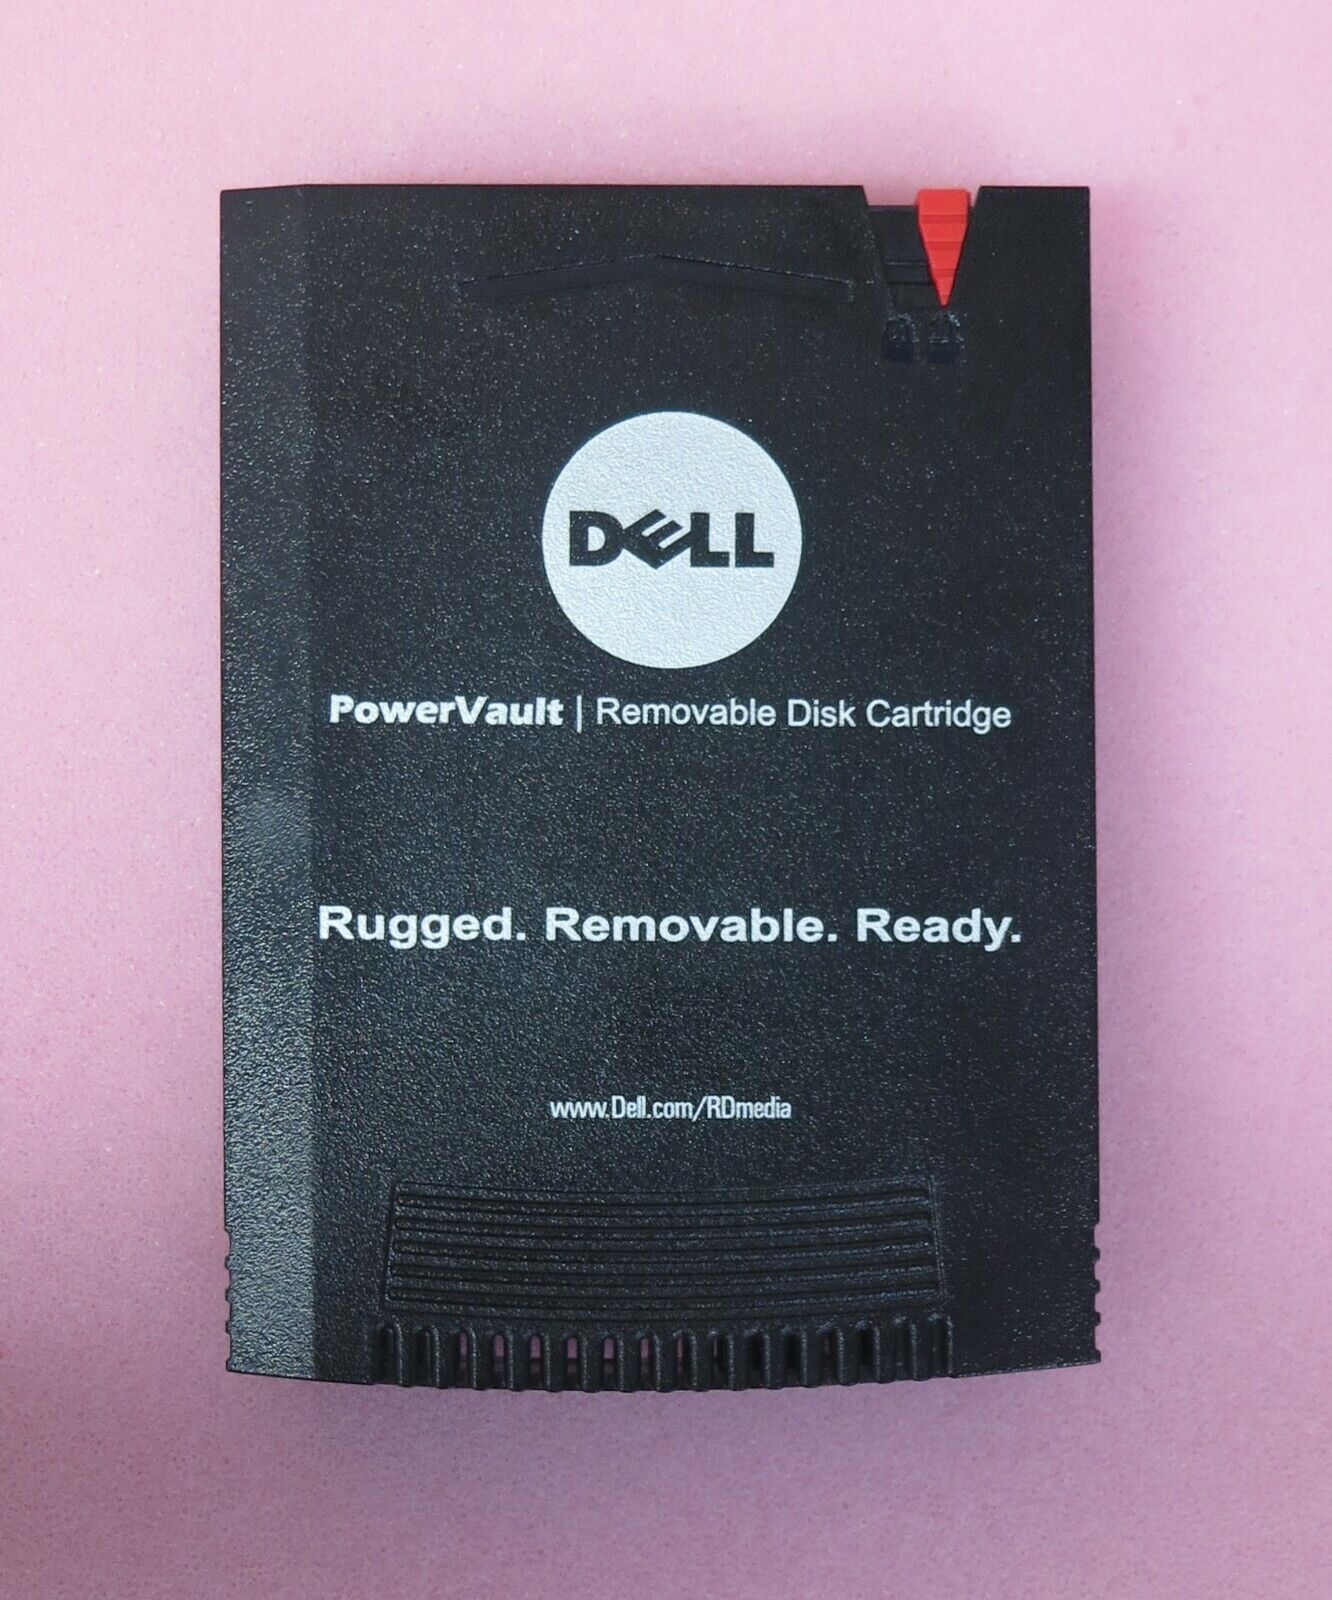 DELL
PowerVault | Removable Disk Cartridge
Rugged. Removable. Ready.
www.Dell.com/RDmedia